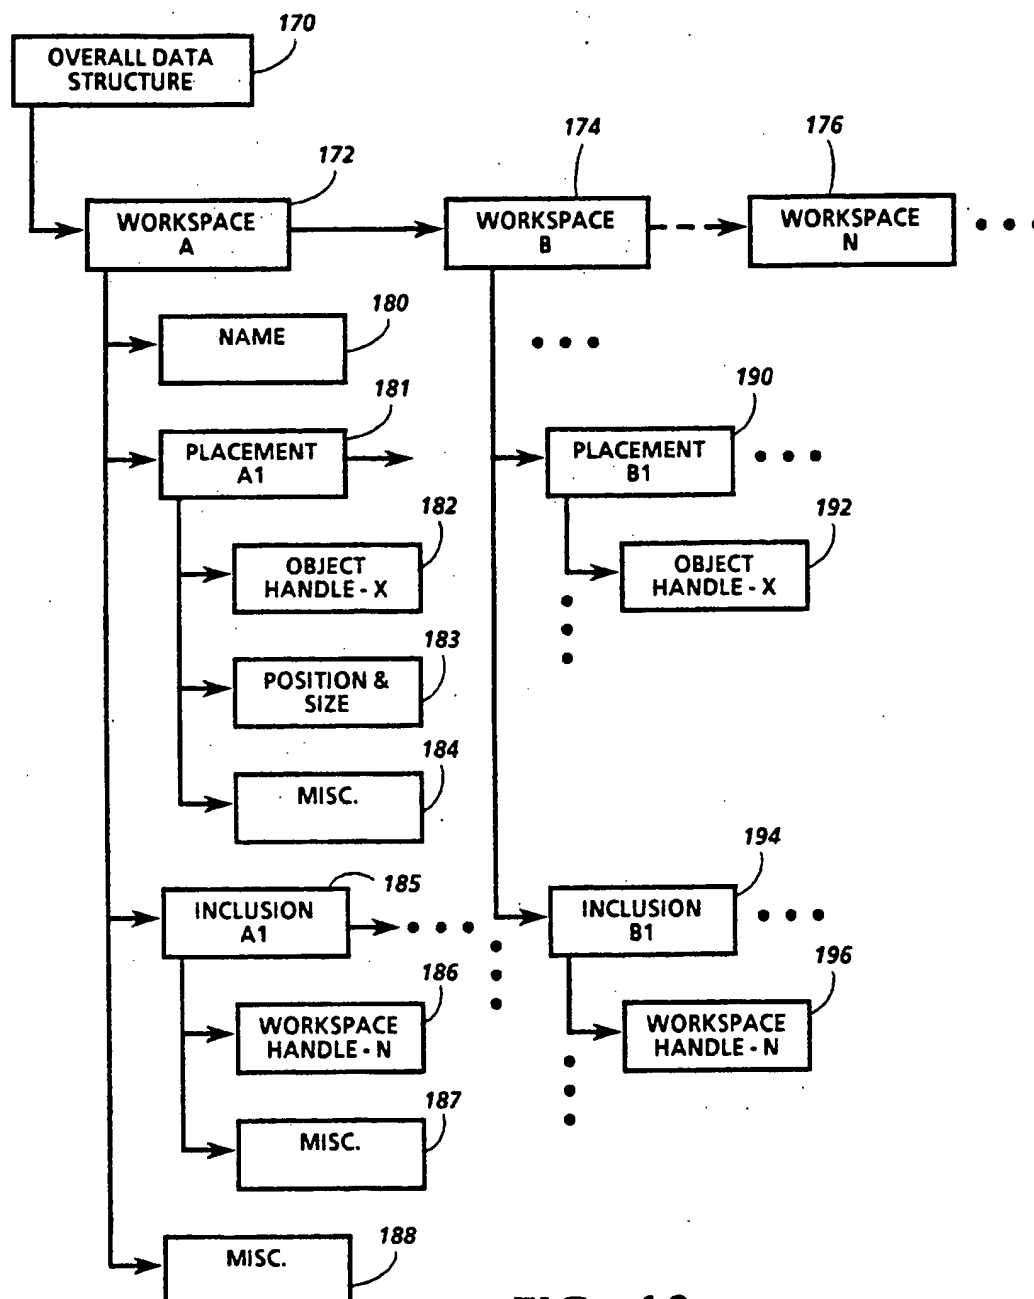 170
OVERALL DATA
STRUCTURE
172
174
176
WORKSPACE
A
WORKSPACE
B
WORKSPACE
N
180
NAME
181
PLACEMENT
A1
190
PLACEMENT
B1
182
OBJECT
HANDLE - X
192
OBJECT
HANDLE - X
183
POSITION &
SIZE
184
MISC.
185
INCLUSION
A1
194
INCLUSION
B1
186
WORKSPACE
HANDLE - N
196
WORKSPACE
HANDLE - N
187
MISC.
188
MISC.